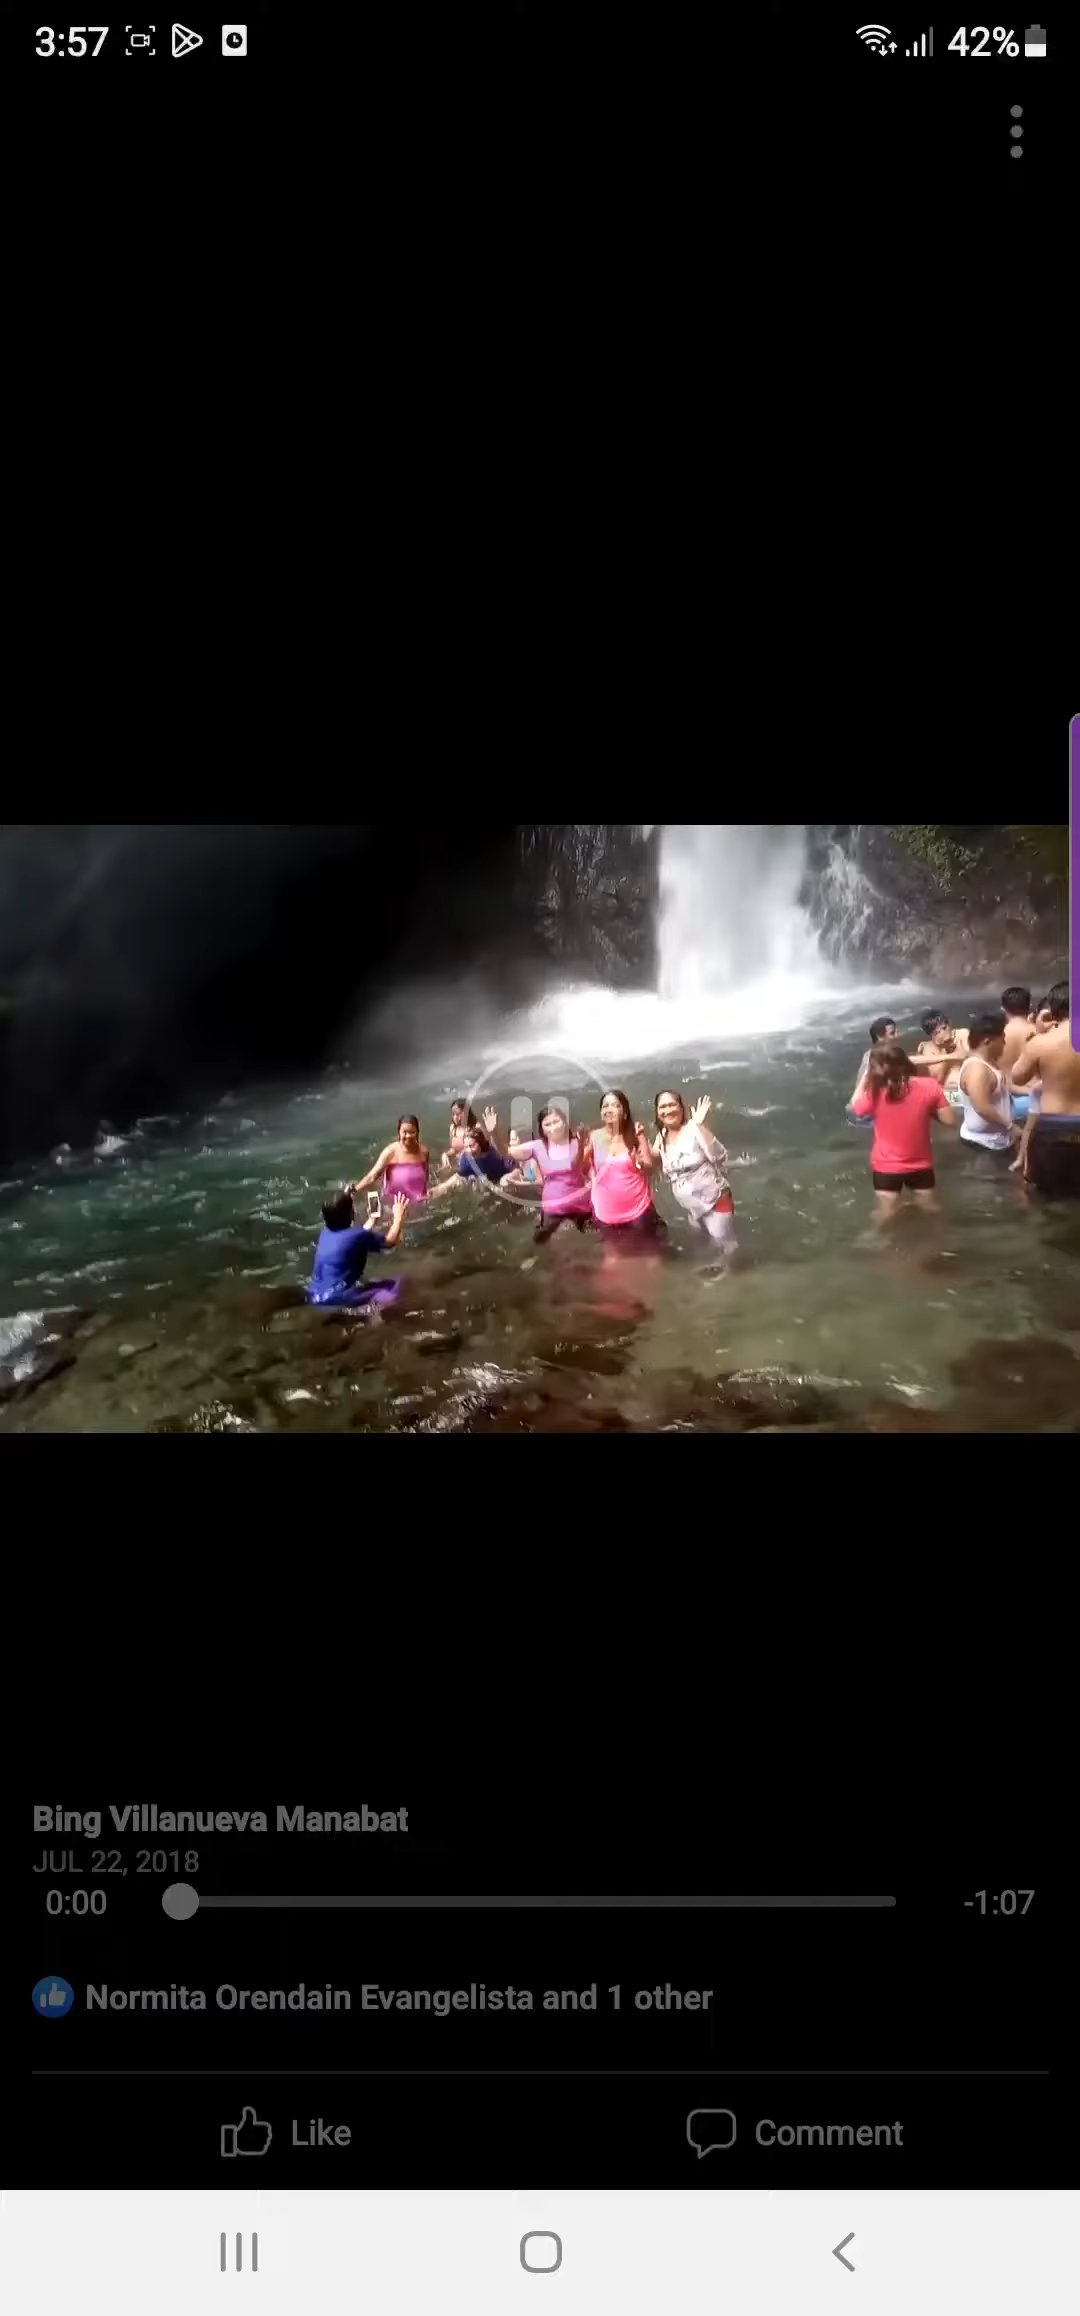 3:57
42%
Bing Villanueva Manabat
JUL 22, 2018
0:00
-1:07
Normita Orendain Evangelista and 1 other
Like
Comment